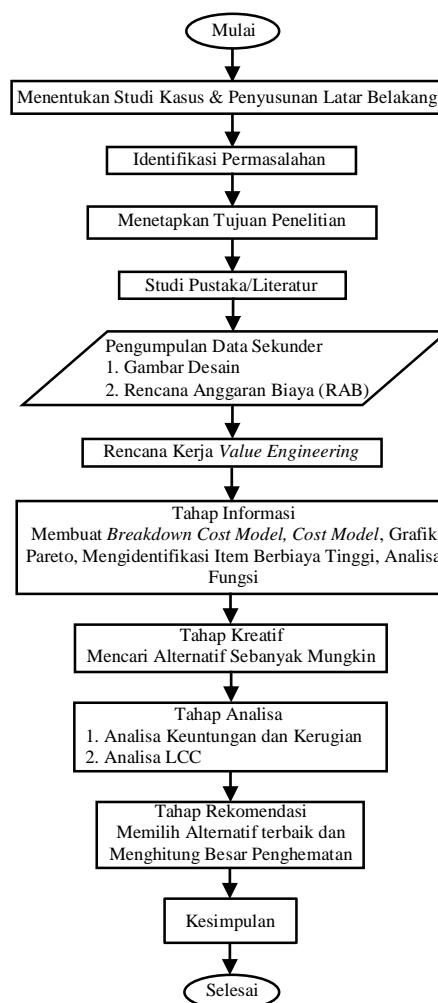 Mulai
Menentukan Studi Kasus & Penyusunan Latar Belakang
Identifikasi Permasalahan
Menetapkan Tujuan Penelitian
Studi Pustaka/Literatur
Pengumpulan Data Sekunder
1. Gambar Desain
2. Rencana Anggaran Biaya (RAB)
Rencana Kerja Value Engineering
Tahap Informasi
Membuat Breakdown Cost Model, Cost Model, Grafik
Pareto, Mengidentifikasi Item Berbiaya Tinggi, Analisa
Fungsi
Tahap Kreatif
Mencari Alternatif Sebanyak Mungkin
Tahap Analisa
1. Analisa Keuntungan dan Kerugian
2. Analisa LCC
Tahap Rekomendasi
Memilih Alternatif terbaik dan
Menghitung Besar Penghematan
Kesimpulan
Selesai